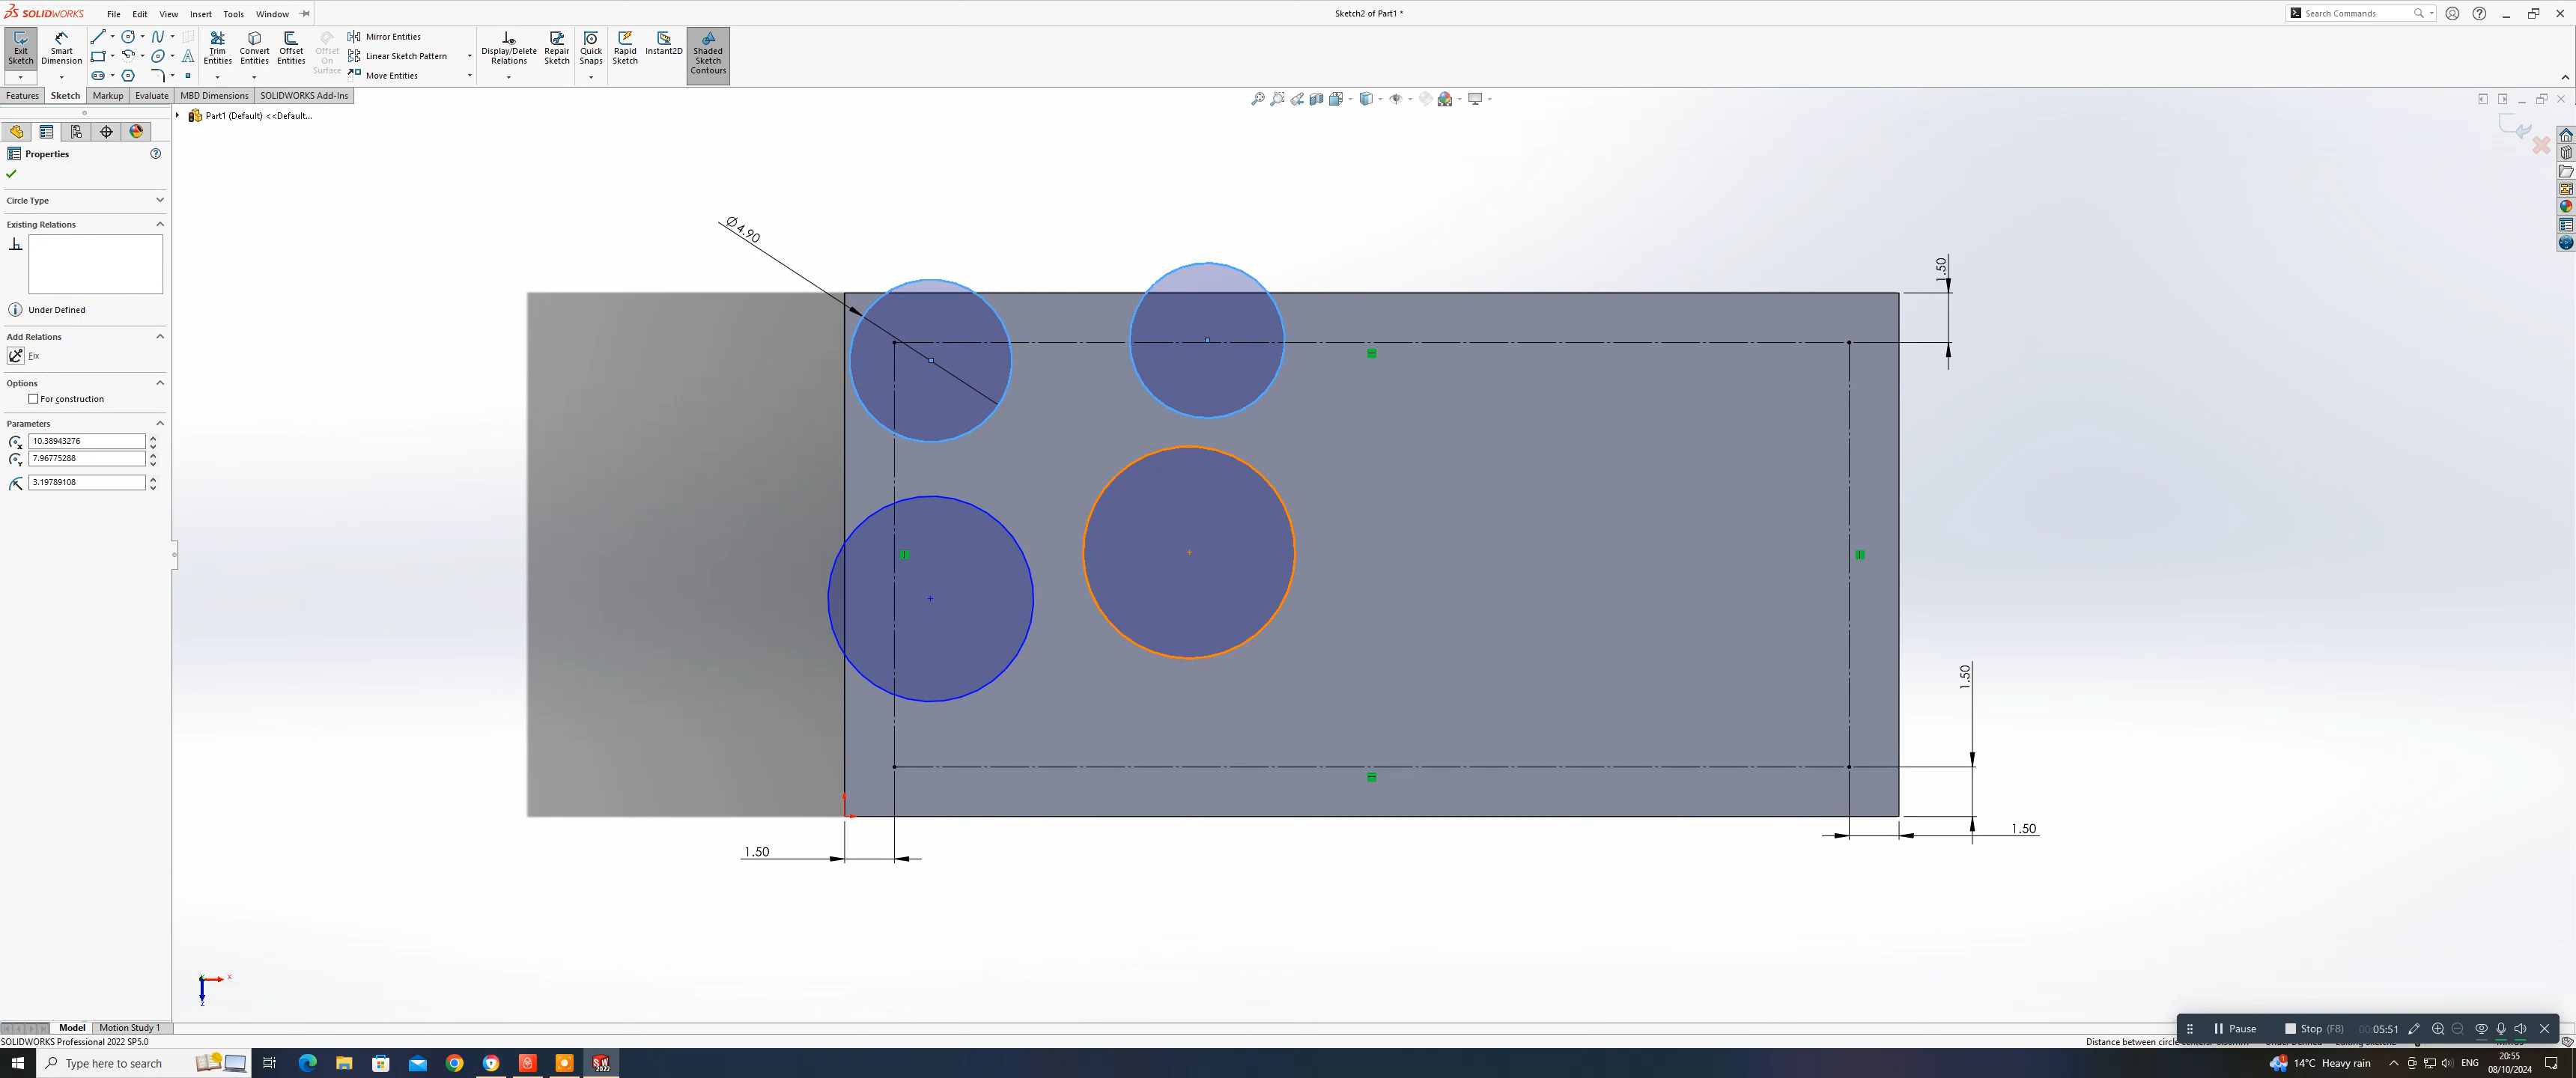 SOLIDWORKS File Edit View Insert Tools Window
Sketch2 of Part1 *
Search Commands
Exit Sketch
Smart Dimension
Trim Entities
Convert Entities
Offset Entities
Offset On Surface
Mirror Entities
Linear Sketch Pattern
Move Entities
Display/Delete Relations
Repair Sketch
Quick Snaps
Rapid Sketch
Instant2D
Shaded Sketch Contours
Features Sketch Markup Evaluate MBD Dimensions SOLIDWORKS Add-Ins
Part1 (Default) <<Default...
Properties
Circle Type
Existing Relations
Under Defined
Add Relations
Fix
Options
For construction
Parameters
10.38943276
7.96775288
3.19789108
Ø4.90
1.50
1.50
1.50
1.50
x
z
Model Motion Study 1
SOLIDWORKS Professional 2022 SP5.0
Pause Stop (F8) 00:05:51
Distance between circle
Type here to search
14°C Heavy rain
ENG
20:55
08/10/2024